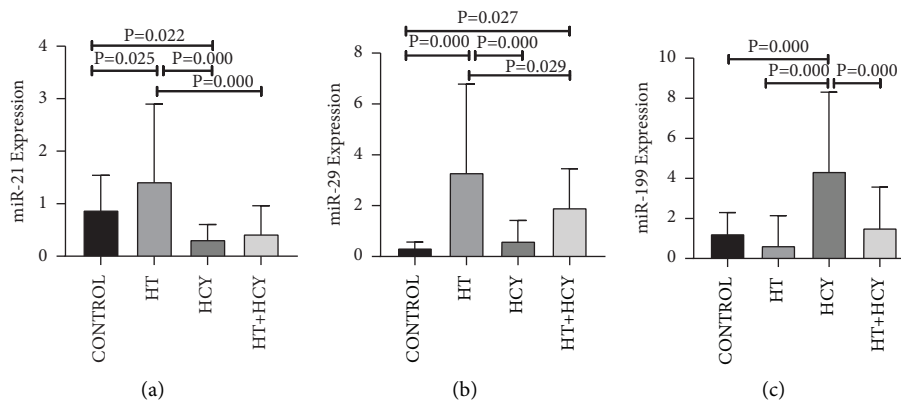 P=0.022
P=0.025
P=0.000
P=0.000
4
3
2
1
0
miR-21 Expression
CONTROL
HT
HCY
HT+HCY
(a)
P=0.027
P=0.000
P=0.000
P=0.029
8
6
4
2
0
miR-29 Expression
CONTROL
HT
HCY
HT+HCY
(b)
P=0.000
P=0.000
P=0.000
10
8
6
4
2
0
miR-199 Expression
CONTROL
HT
HCY
HT+HCY
(c)